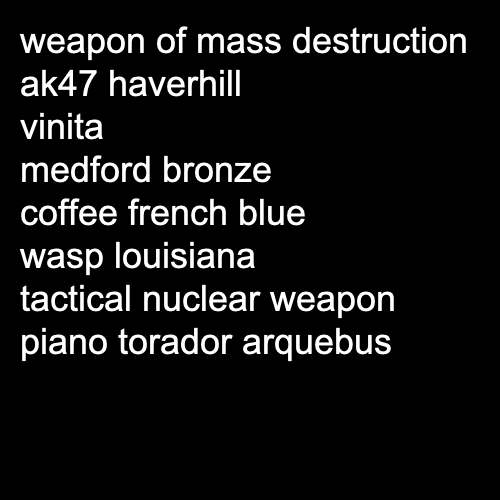 weapon of mass destruction
ak47 haverhill
vinita
medford bronze
coffee french blue
wasp louisiana
tactical nuclear weapon
piano torador arquebus